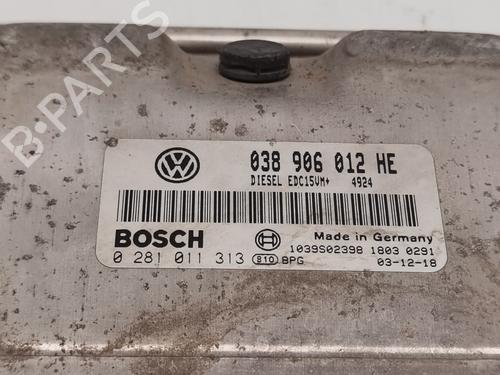 B-PARTS
038 906 012 HE
DIESEL EDC15VM+ 4924
BOSCH
Made in Germany
1039S02398 1803 0291
0 281 011 313 810 BPG 03-12-18